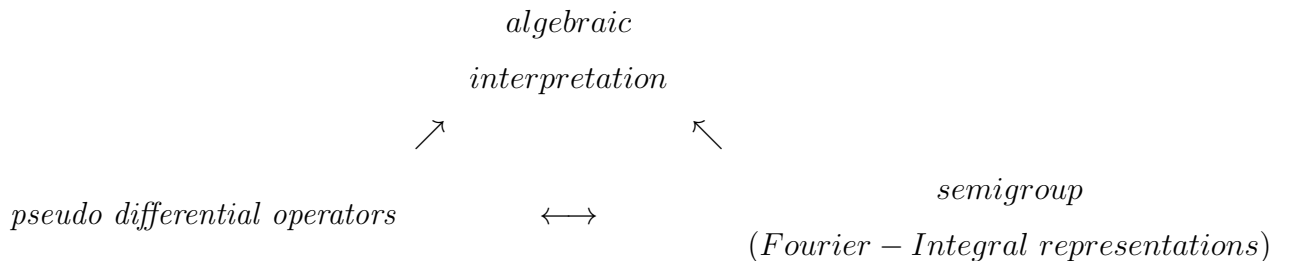 algebraic
interpretation
↗ ↖
pseudo differential operators ⟷ semigroup
(Fourier − Integral representations)